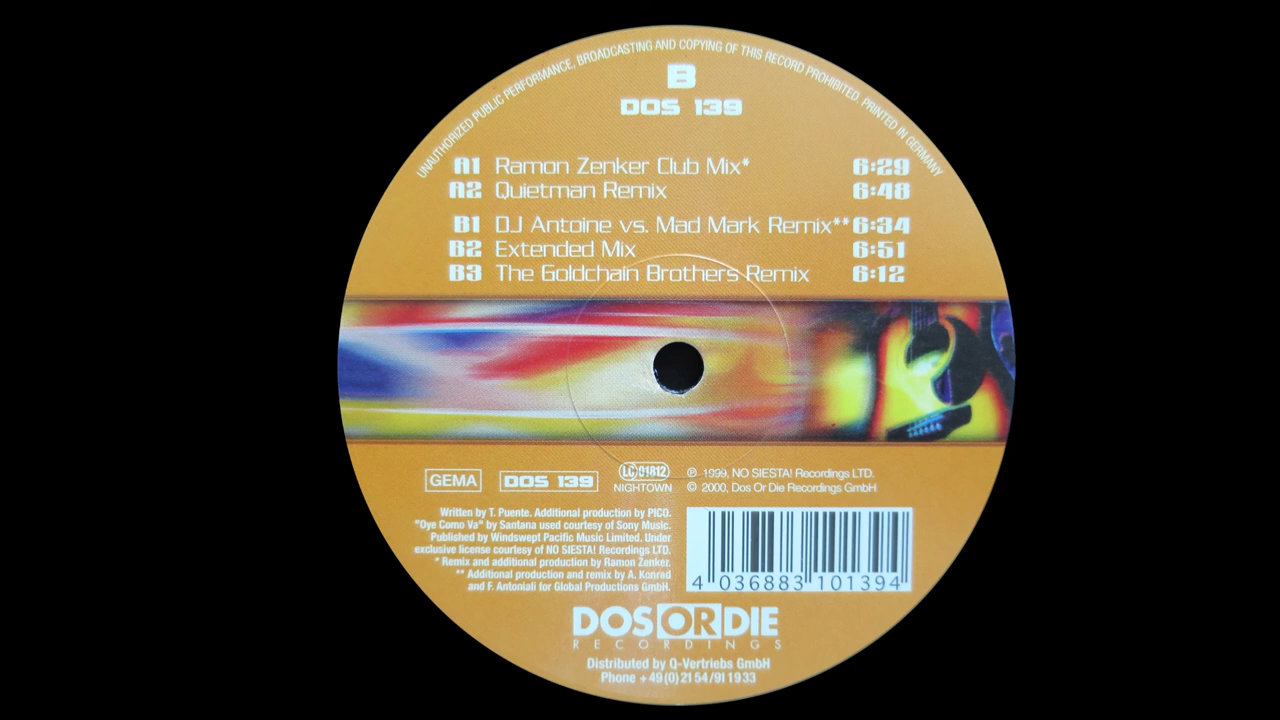 UNAUTHORIZED PUBLIC PERFORMANCE, BROADCASTING AND COPYING OF THIS RECORD PROHIBITED. PRINTED IN GERMANY
B
DOS 139
A1 Ramon Zenker Club Mix* 6:29
A2 Quietman Remix 6:48
B1 DJ Antoine vs. Mad Mark Remix** 6:34
B2 Extended Mix 6:51
B3 The Goldchain Brothers Remix 6:12
GEMA
DOS 139
LC 01812
NIGHTOWN
℗ 1999, NO SIESTA! Recordings LTD.
© 2000, Dos Or Die Recordings GmbH
Written by T. Puente. Additional production by PICO.
"Oye Como Va" by Santana used courtesy of Sony Music.
Published by Windswept Pacific Music Limited. Under
exclusive license courtesy of NO SIESTA! Recordings LTD.
* Remix and additional production by Ramon Zenker.
** Additional production and remix by A. Konrad
and F. Antoniali for Global Productions GmbH.
4 036883 101394
DOS OR DIE
RECORDINGS
Distributed by Q-Vertriebs GmbH
Phone +49(0)2154/911933